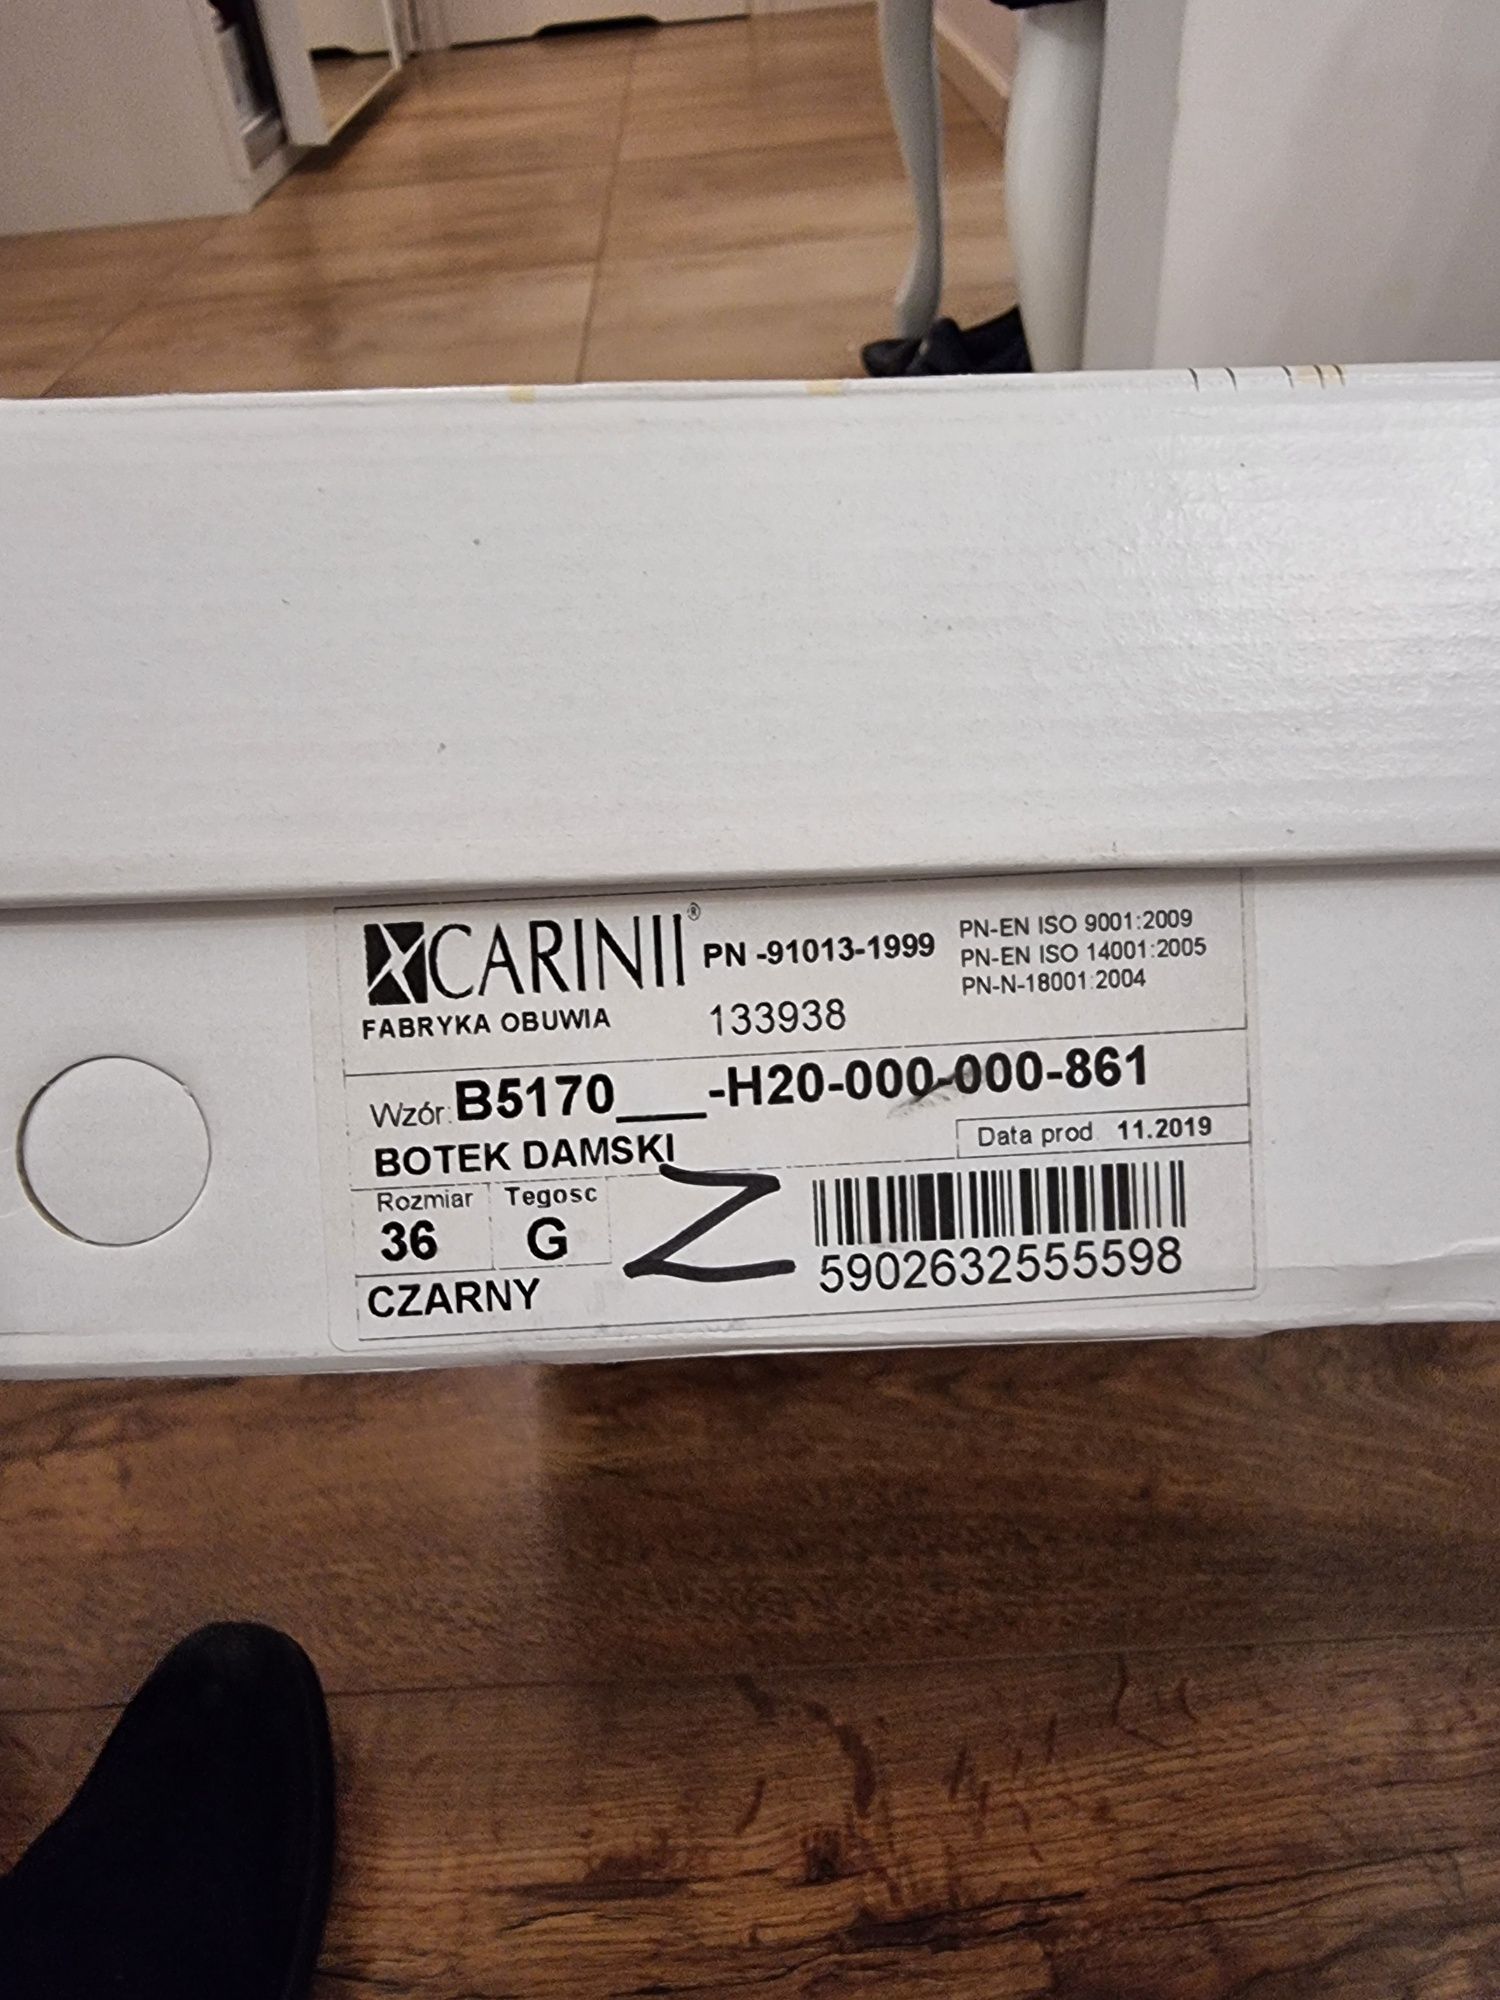 CARINII®
FABRYKA OBUWIA
PN -91013-1999
133938
PN-EN ISO 9001:2009
PN-EN ISO 14001:2005
PN-N-18001:2004
Wzór: B5170___-H20-000-000-861
BOTEK DAMSKI
Data prod 11.2019
Rozmiar Tegosc
36 G
Z
CZARNY
5902632555598